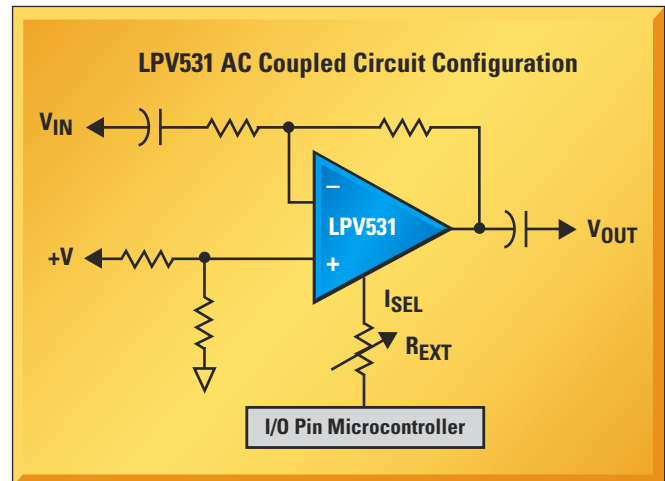 LPV531 AC Coupled Circuit Configuration
VIN
−
LPV531
+V
+
VOUT
ISEL
REXT
I/O Pin Microcontroller